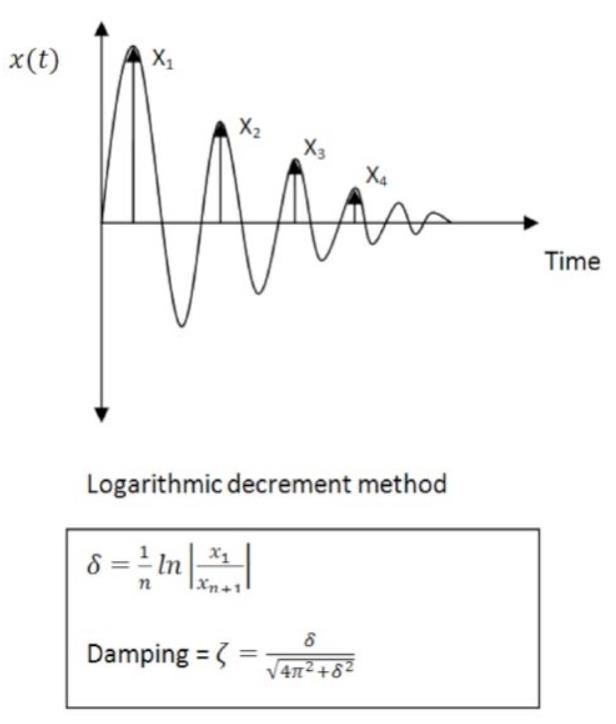 x(t)
X₁
X₂
X₃
X₄
Time
Logarithmic decrement method
δ = 1/n ln |x₁/xₙ₊₁|
Damping = ζ = δ/√4π²+δ²